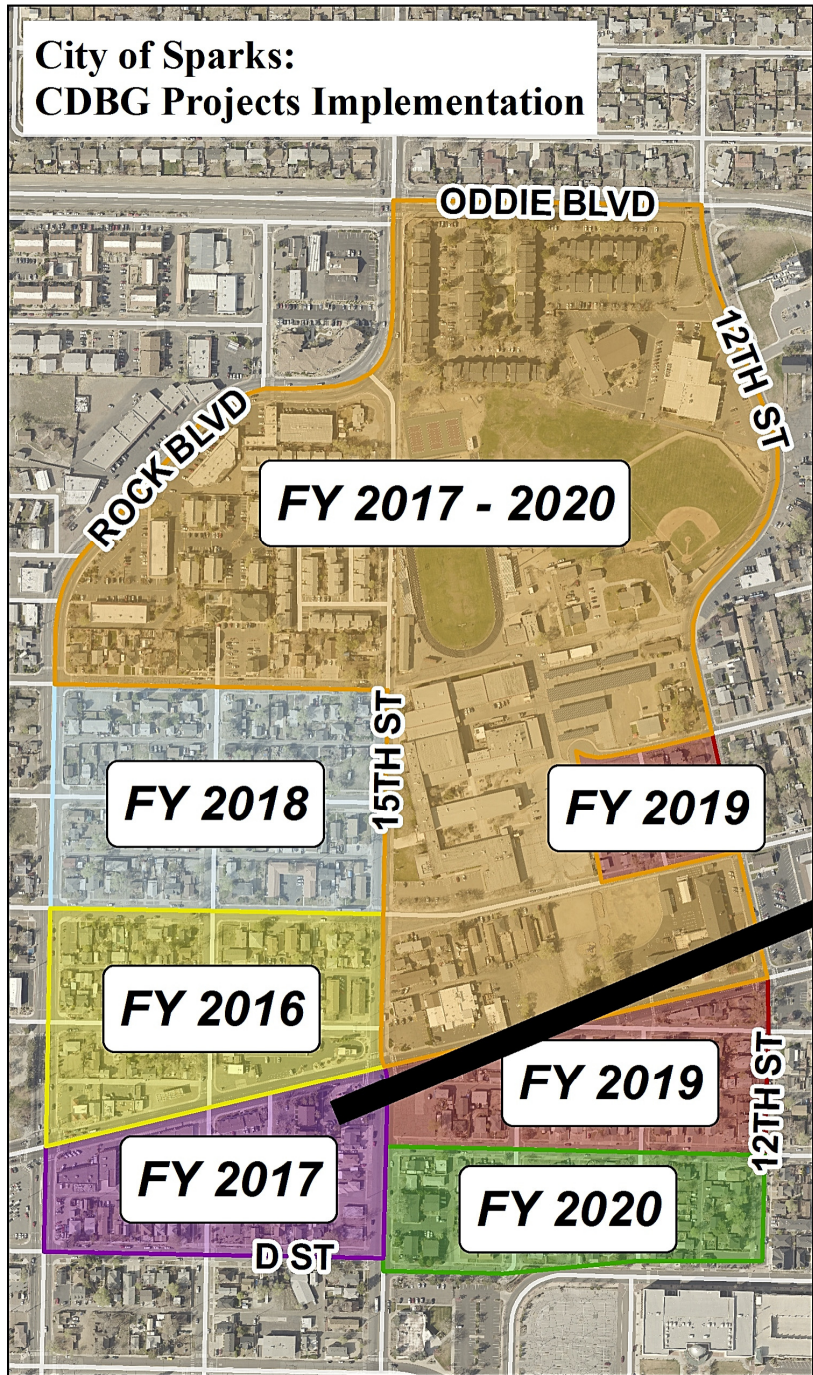 City of Sparks:
CDBG Projects Implementation
ODDIE BLVD
12TH ST
ROCK BLVD
FY 2017 - 2020
15TH ST
FY 2018
FY 2019
FY 2016
FY 2019
12TH ST
FY 2017
FY 2020
D ST